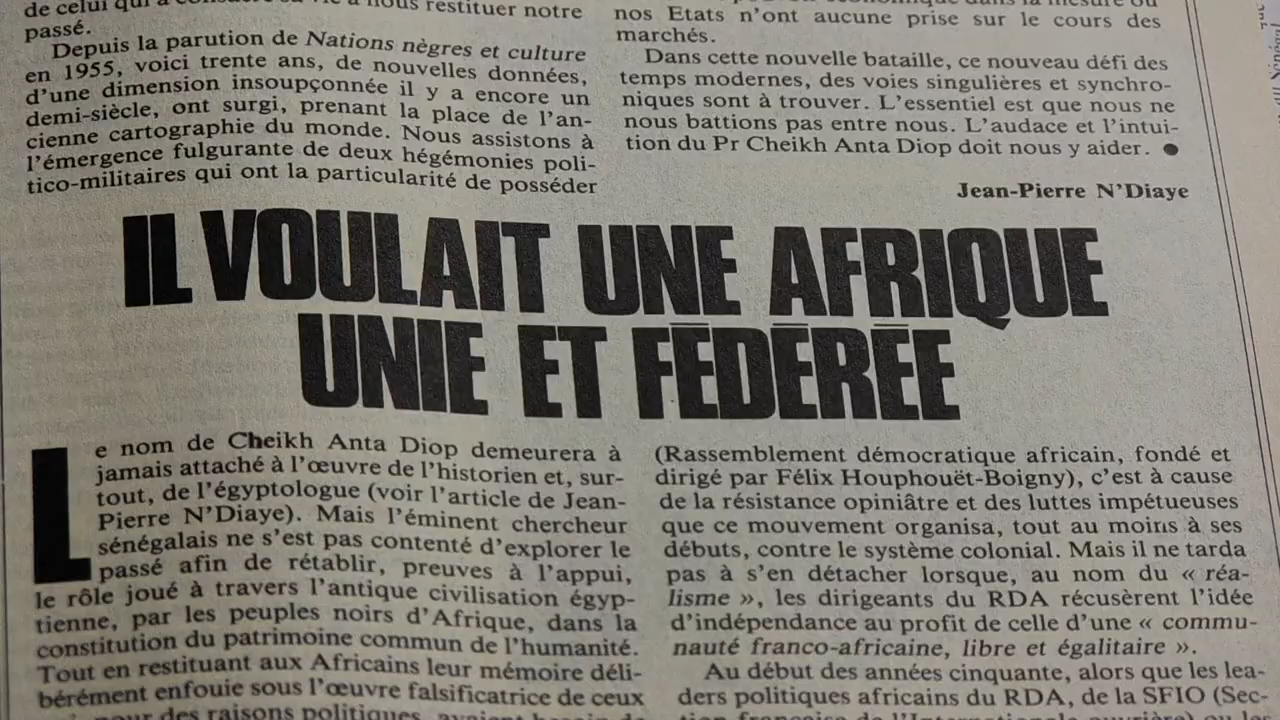 de celui qui a consacré sa vie à nous restituer notre
passé.
Depuis la parution de Nations nègres et culture
en 1955, voici trente ans, de nouvelles données,
d'une dimension insoupçonnée il y a encore un
demi-siècle, ont surgi, prenant la place de l'an-
cienne cartographie du monde. Nous assistons à
l'émergence fulgurante de deux hégémonies poli-
tico-militaires qui ont la particularité de posséder
nos Etats n'ont aucune prise sur le cours des
marchés.
Dans cette nouvelle bataille, ce nouveau défi des
temps modernes, des voies singulières et synchro-
niques sont à trouver. L'essentiel est que nous ne
nous battions pas entre nous. L'audace et l'intui-
tion du Pr Cheikh Anta Diop doit nous y aider. ●
Jean-Pierre N'Diaye
IL VOULAIT UNE AFRIQUE
UNIE ET FÉDÉRÉE
Le nom de Cheikh Anta Diop demeurera à
jamais attaché à l'œuvre de l'historien et, sur-
tout, de l'égyptologue (voir l'article de Jean-
Pierre N'Diaye). Mais l'éminent chercheur
sénégalais ne s'est pas contenté d'explorer le
passé afin de rétablir, preuves à l'appui,
le rôle joué à travers l'antique civilisation égyp-
tienne, par les peuples noirs d'Afrique, dans la
constitution du patrimoine commun de l'humanité.
Tout en restituant aux Africains leur mémoire déli-
bérément enfouie sous l'œuvre falsificatrice de ceux
des raisons politiques, avaient besoin de
(Rassemblement démocratique africain, fondé et
dirigé par Félix Houphouët-Boigny), c'est à cause
de la résistance opiniâtre et des luttes impétueuses
que ce mouvement organisa, tout au moins à ses
débuts, contre le système colonial. Mais il ne tarda
pas à s'en détacher lorsque, au nom du « réa-
lisme », les dirigeants du RDA récusèrent l'idée
d'indépendance au profit de celle d'une « commu-
nauté franco-africaine, libre et égalitaire ».
Au début des années cinquante, alors que les lea-
ders politiques africains du RDA, de la SFIO (Sec-